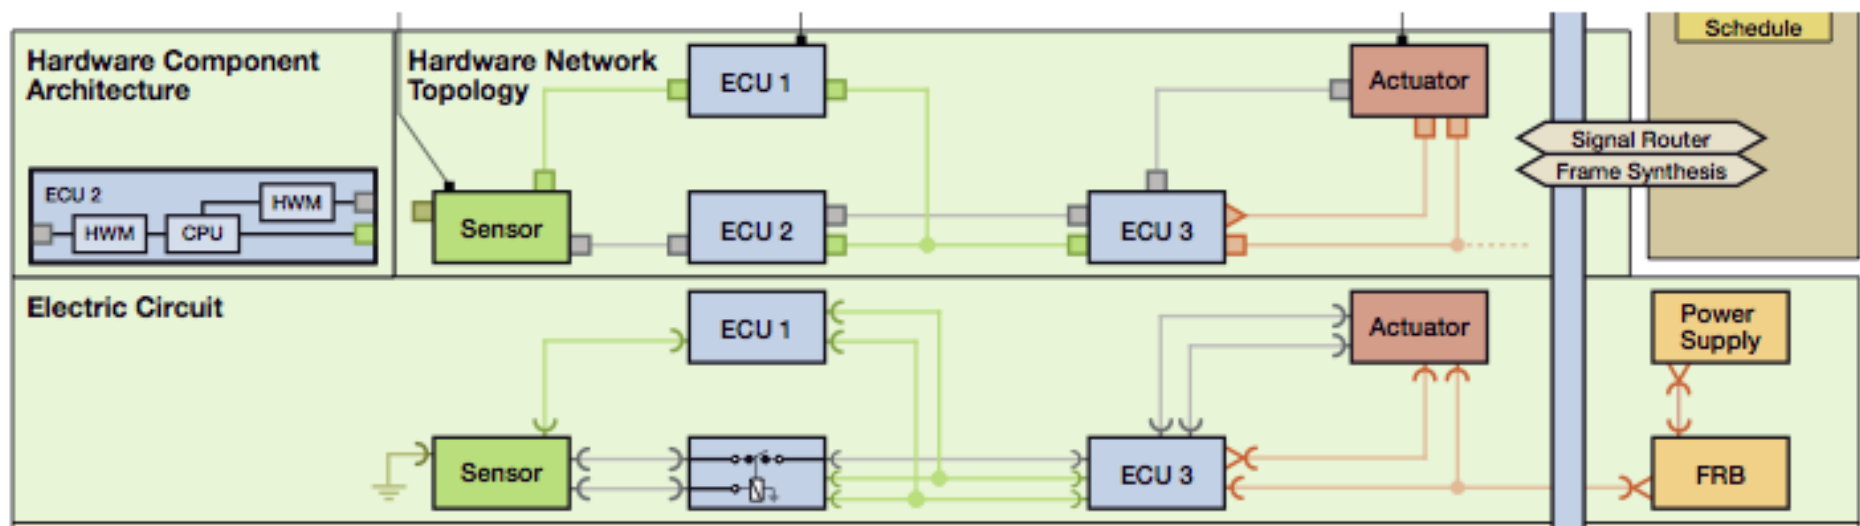 Hardware Component
Architecture
ECU 2
HWM
CPU
HWM
Hardware Network
Topology
ECU 1
Actuator
Sensor
ECU 2
ECU 3
Schedule
Signal Router
Frame Synthesis
Electric Circuit
ECU 1
Actuator
Power
Supply
Sensor
ECU 3
FRB